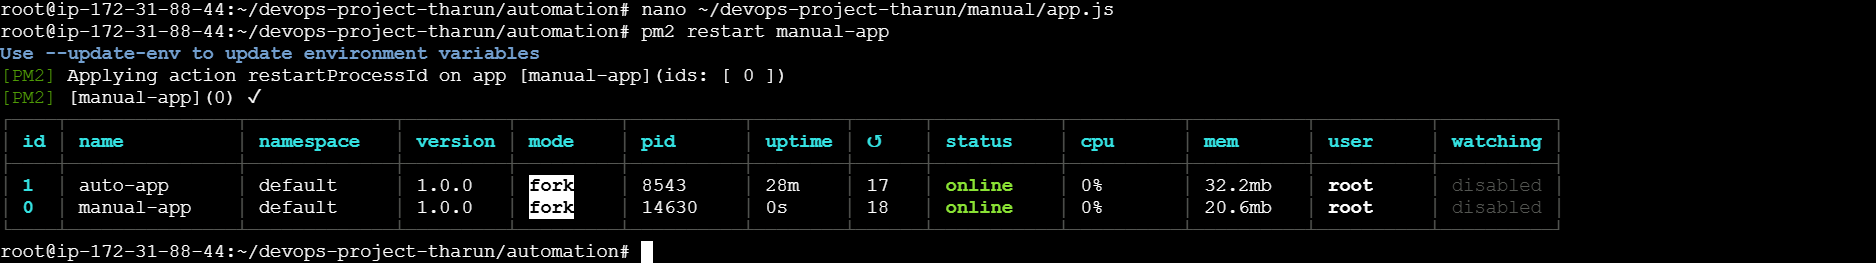 root@ip-172-31-88-44:~/devops-project-tharun/automation# nano ~/devops-project-tharun/manual/app.js
root@ip-172-31-88-44:~/devops-project-tharun/automation# pm2 restart manual-app
Use --update-env to update environment variables
[PM2] Applying action restartProcessId on app [manual-app](ids: [ 0 ])
[PM2] [manual-app](0) ✓
id name namespace version mode pid uptime ↺ status cpu mem user watching
1 auto-app default 1.0.0 fork 8543 28m 17 online 0% 32.2mb root disabled
0 manual-app default 1.0.0 fork 14630 0s 18 online 0% 20.6mb root disabled
root@ip-172-31-88-44:~/devops-project-tharun/automation#